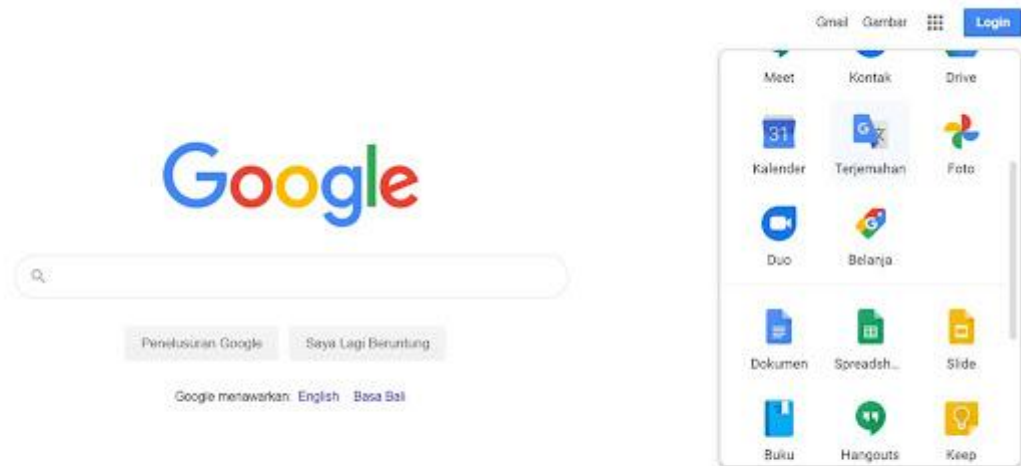 Gmail Gambar Login
Google
Penelusuran Google Saya Lagi Beruntung
Google menawarkan: English Basa Bali
Meet Kontak Drive
31 G
Kalender Terjemahan Foto
G
Duo Belanja
Dokumen Spreadsh... Slide
Buku Hangouts Keep